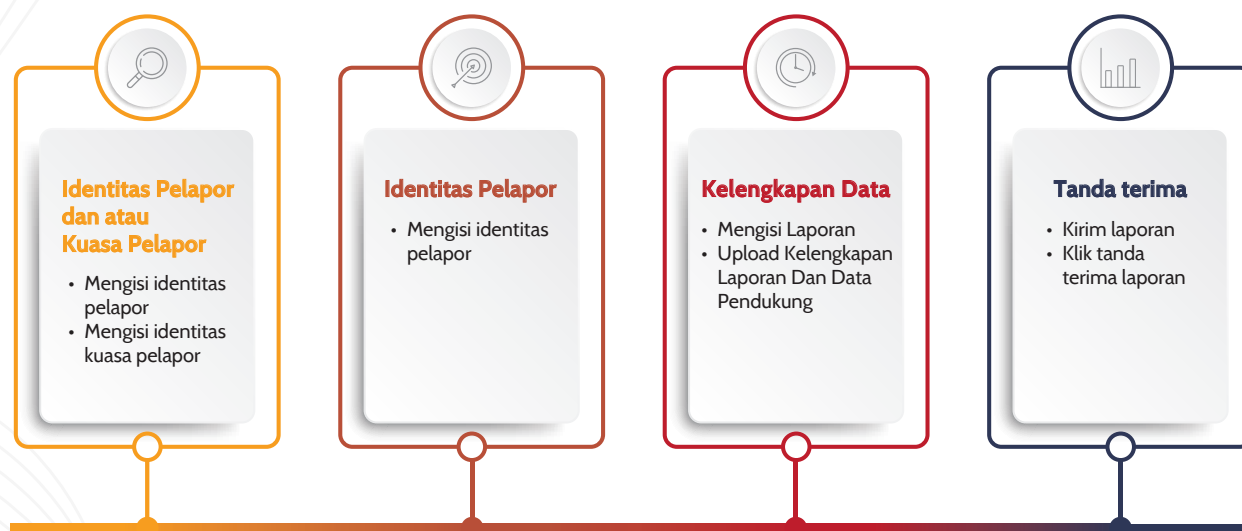 Identitas Pelapor
dan atau
Kuasa Pelapor
• Mengisi identitas
pelapor
• Mengisi identitas
kuasa pelapor
Identitas Pelapor
• Mengisi identitas
pelapor
Kelengkapan Data
• Mengisi Laporan
• Upload Kelengkapan
Laporan Dan Data
Pendukung
Tanda terima
• Kirim laporan
• Klik tanda
terima laporan